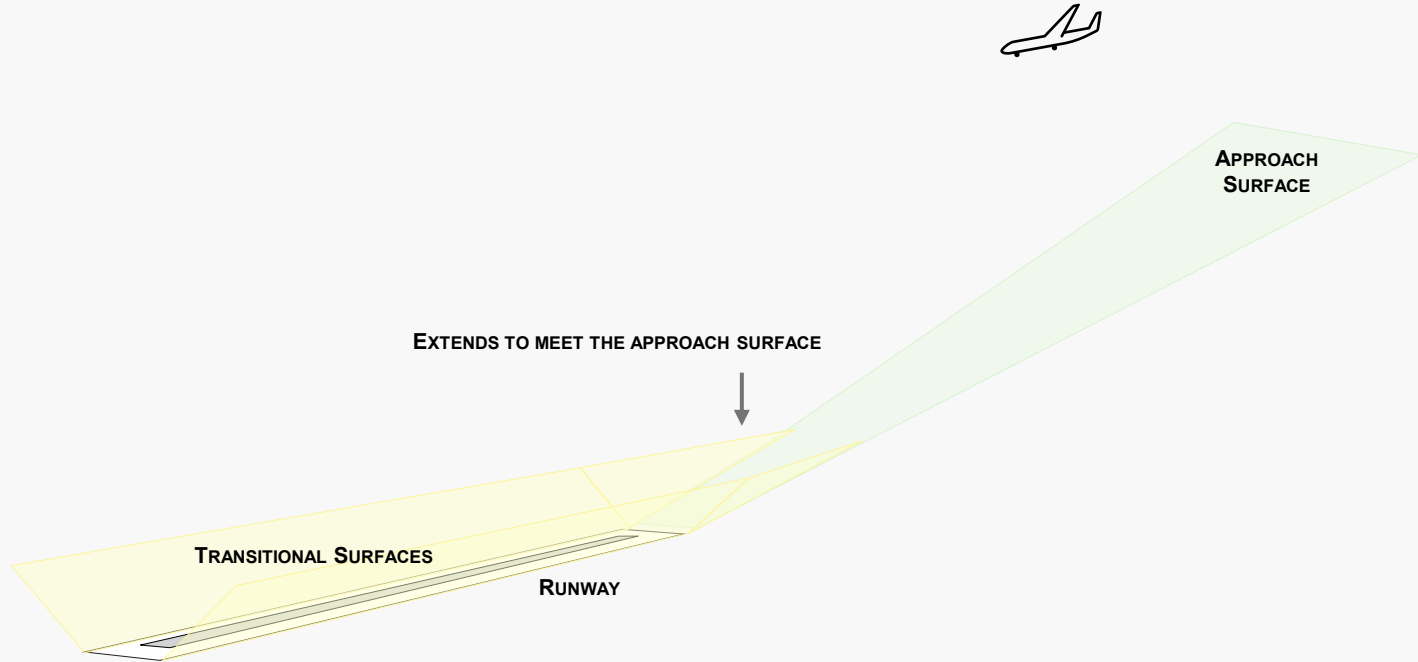 Approach
Surface
Extends to meet the approach surface
Transitional Surfaces
Runway